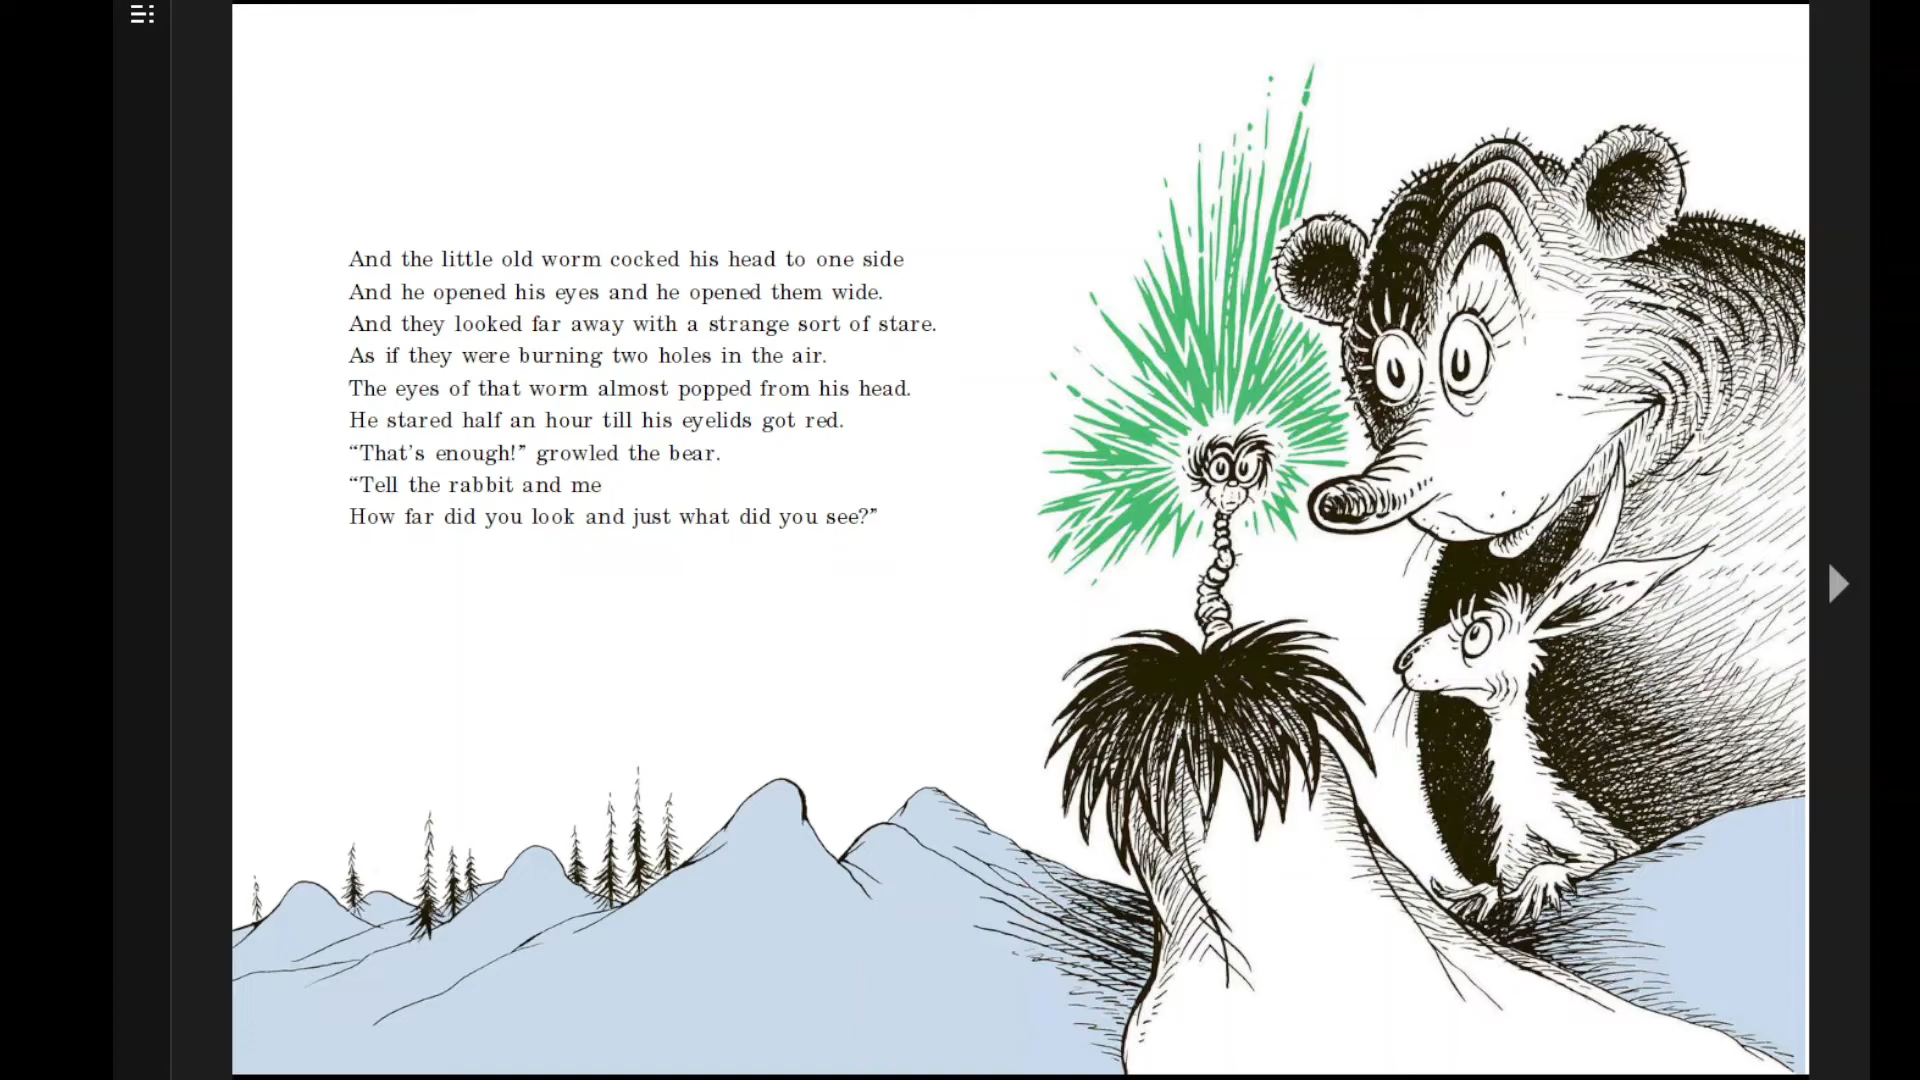 And the little old worm cocked his head to one side
And he opened his eyes and he opened them wide.
And they looked far away with a strange sort of stare.
As if they were burning two holes in the air.
The eyes of that worm almost popped from his head.
He stared half an hour till his eyelids got red.
“That’s enough!” growled the bear.
“Tell the rabbit and me
How far did you look and just what did you see?”